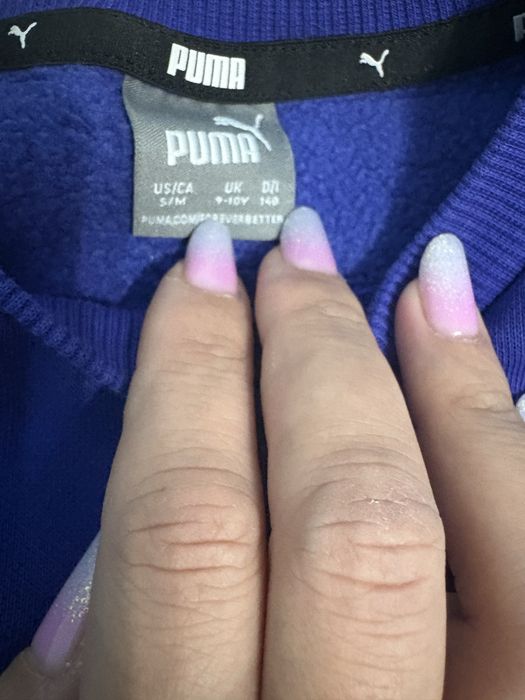 PUMA
PUMA
US/CA UK D/I
S/M 9-10Y 140
PUMA.COM/FOREVERBETTER